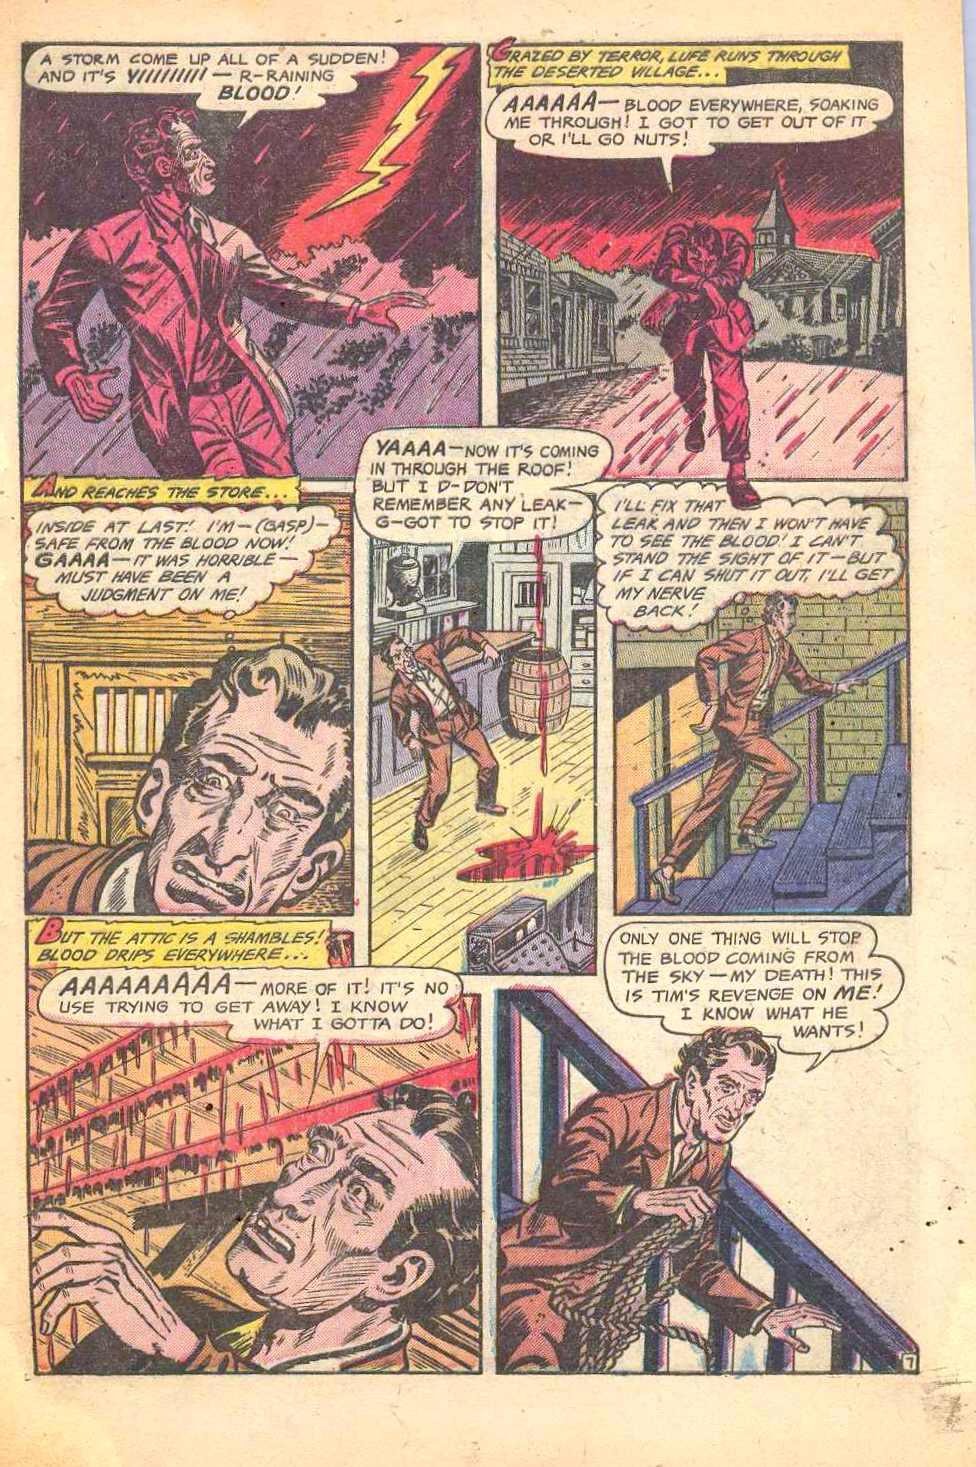 A STORM COME UP ALL OF A SUDDEN!
AND IT'S YIIIIIIII — R-RAINING
BLOOD!
GRAZED BY TERROR, LUFE RUNS THROUGH
THE DESERTED VILLAGE...
AAAAAA — BLOOD EVERYWHERE, SOAKING
ME THROUGH! I GOT TO GET OUT OF IT
OR I'LL GO NUTS!
AND REACHES THE STORE...
INSIDE AT LAST! I'M — (GASP) —
SAFE FROM THE BLOOD NOW!
GAAAA — IT WAS HORRIBLE —
MUST HAVE BEEN A
JUDGMENT ON ME!
YAAAA — NOW IT'S COMING
IN THROUGH THE ROOF!
BUT I D-DON'T
REMEMBER ANY LEAK —
G-GOT TO STOP IT!
I'LL FIX THAT
LEAK AND THEN I WON'T HAVE
TO SEE THE BLOOD! I CAN'T
STAND THE SIGHT OF IT — BUT
IF I CAN SHUT IT OUT, I'LL GET
MY NERVE
BACK!
BUT THE ATTIC IS A SHAMBLES!
BLOOD DRIPS EVERYWHERE...
AAAAAAAAA — MORE OF IT! IT'S NO
USE TRYING TO GET AWAY! I KNOW
WHAT I GOTTA DO!
ONLY ONE THING WILL STOP
THE BLOOD COMING FROM
THE SKY — MY DEATH! THIS
IS TIM'S REVENGE ON ME!
I KNOW WHAT HE
WANTS!
7